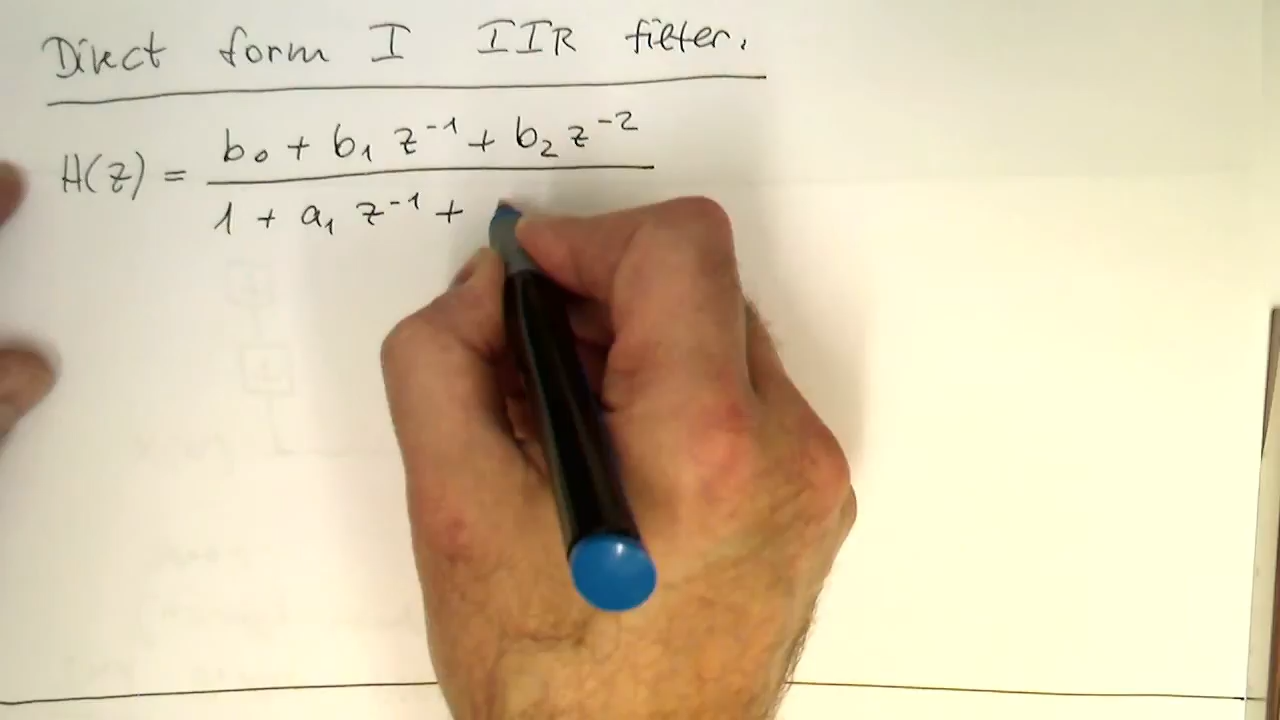 Direct form I IIR filter.
b₀ + b₁ z⁻¹ + b₂ z⁻²
H(z) =
1 + a₁ z⁻¹ +